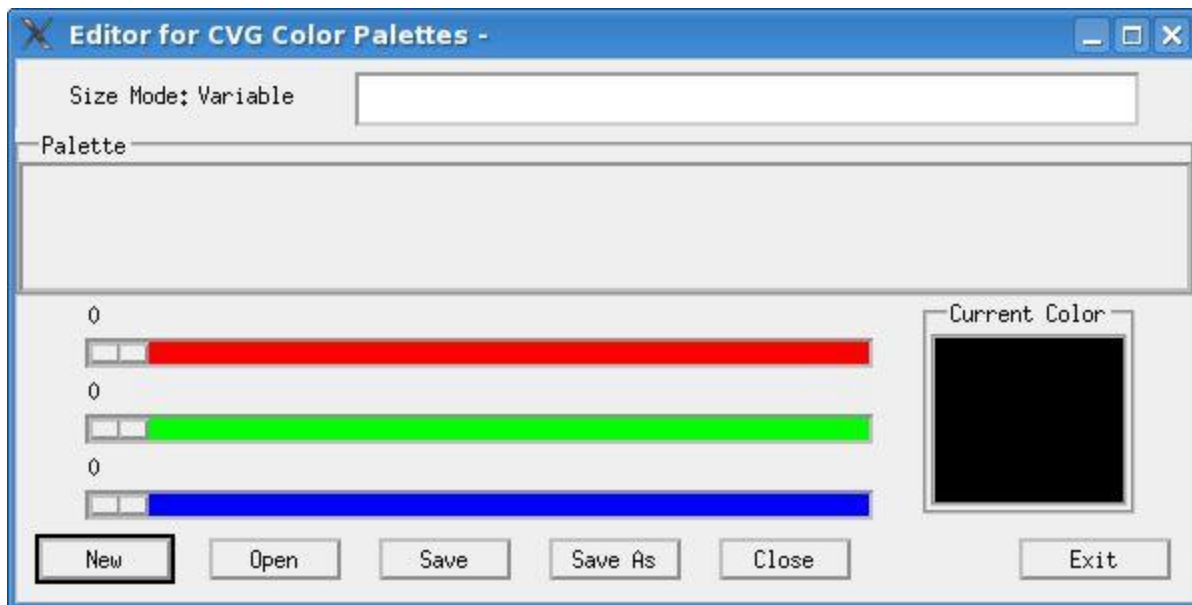 Editor for CVG Color Palettes -
Size Mode: Variable
Palette
0
Current Color
0
0
New Open Save Save As Close Exit